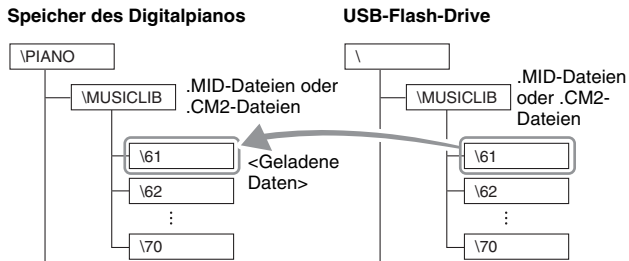 Speicher des Digitalpianos
\PIANO
\MUSICLIB
.MID-Dateien oder
.CM2-Dateien
\61
<Geladene
Daten>
\62
⋮
\70
USB-Flash-Drive
\
\MUSICLIB
.MID-Dateien
oder .CM2-
Dateien
\61
\62
⋮
\70